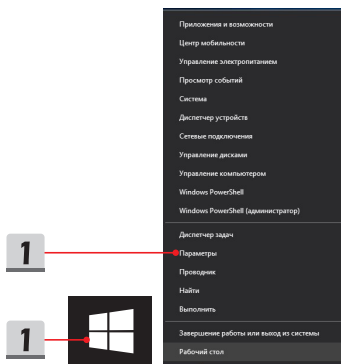 Приложения и возможности
Центр мобильности
Управление электропитанием
Просмотр событий
Система
Диспетчер устройств
Сетевые подключения
Управление дисками
Управление компьютером
Windows PowerShell
Windows PowerShell (администратор)
Диспетчер задач
1
Параметры
Проводник
Найти
Выполнить
1
Завершение работы или выход из системы
Рабочий стол